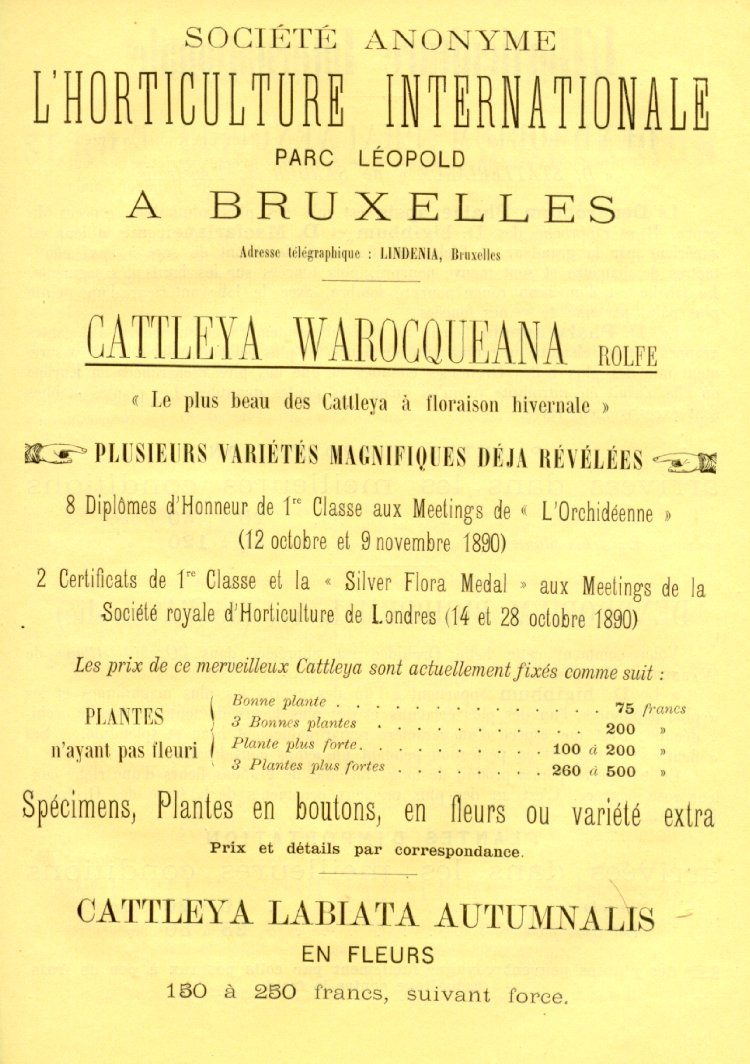 SOCIÉTÉ ANONYME
L'HORTICULTURE INTERNATIONALE
PARC LÉOPOLD
A BRUXELLES
Adresse télégraphique : LINDENIA, Bruxelles
CATTLEYA WAROCQUEANA ROLFE
« Le plus beau des Cattleya à floraison hivernale »
PLUSIEURS VARIÉTÉS MAGNIFIQUES DÉJA RÉVÉLÉES
8 Diplômes d'Honneur de 1re Classe aux Meetings de « L'Orchidéenne »
(12 octobre et 9 novembre 1890)
2 Certificats de 1re Classe et la « Silver Flora Medal » aux Meetings de la
Société royale d'Horticulture de Londres (14 et 28 octobre 1890)
Les prix de ce merveilleux Cattleya sont actuellement fixés comme suit :
PLANTES
n'ayant pas fleuri
Bonne plante . . . . . . . . . . . . . . 75 francs
3 Bonnes plantes . . . . . . . . . . . 200 »
Plante plus forte. . . . . . . . . . 100 à 200 »
3 Plantes plus fortes . . . . . . . . 260 à 500 »
Spécimens, Plantes en boutons, en fleurs ou variété extra
Prix et détails par correspondance.
CATTLEYA LABIATA AUTUMNALIS
EN FLEURS
150 à 250 francs, suivant force.